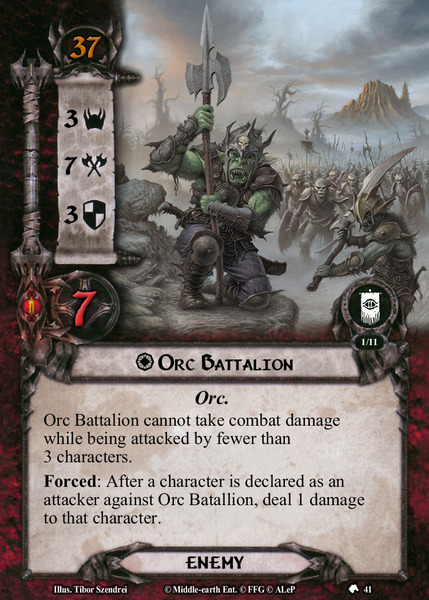 37
3
7
3
7
1/11
Orc Battalion
Orc.
Orc Battalion cannot take combat damage
while being attacked by fewer than
3 characters.
Forced: After a character is declared as an
attacker against Orc Batallion, deal 1 damage
to that character.
ENEMY
Illus. Tibor Szendrei © Middle-earth Ent. © FFG © ALeP 41